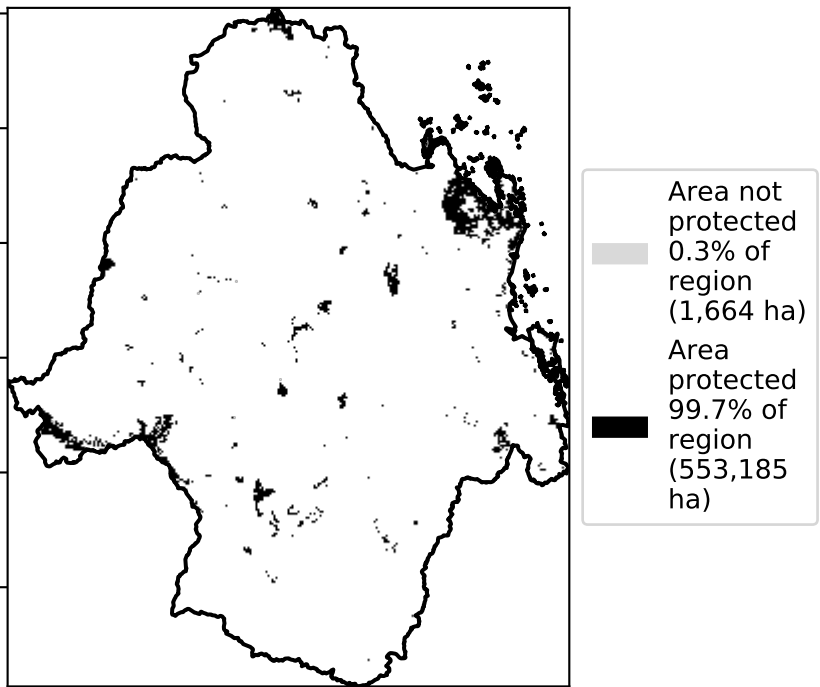 Area not
protected
0.3% of
region
(1,664 ha)
Area
protected
99.7% of
region
(553,185
ha)